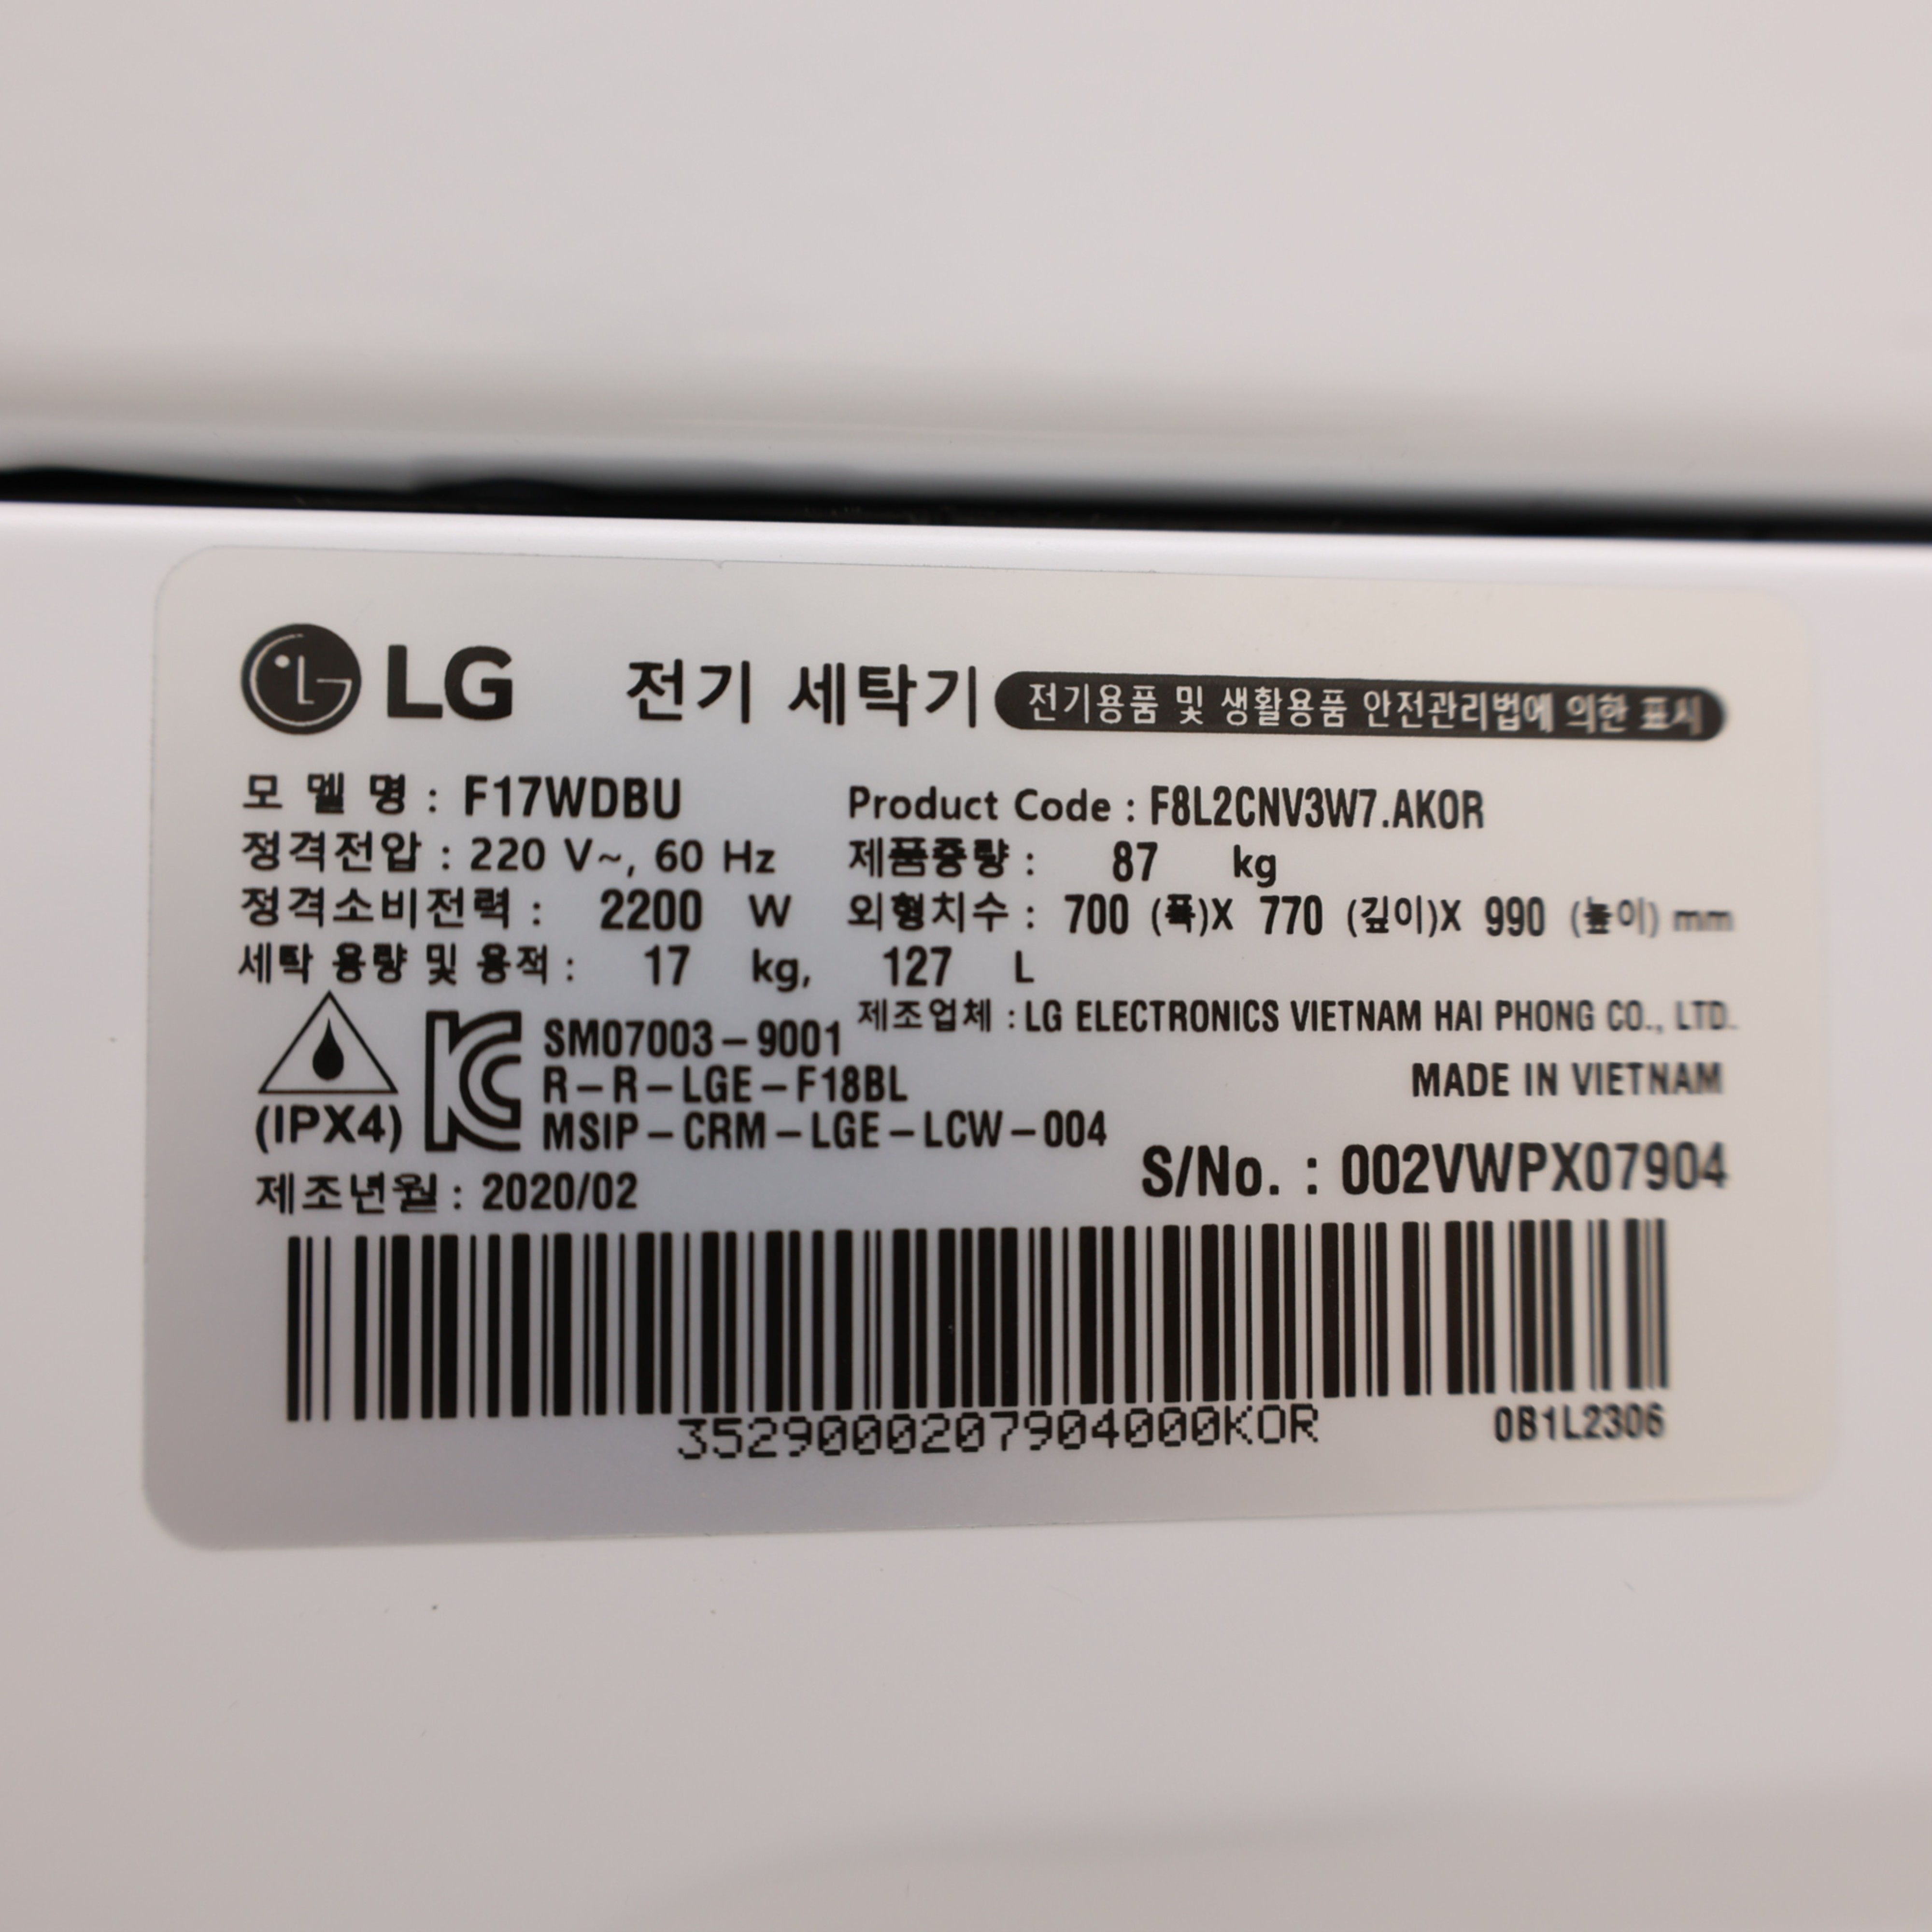 LG 전기 세탁기 전기용품 및 생활용품 안전관리법에 의한 표시
모 델 명 : F17WDBU Product Code : F8L2CNV3W7.AKOR
정격전압 : 220 V~, 60 Hz 제품중량 : 87 kg
정격소비전력 : 2200 W 외형치수 : 700 (폭)X 770 (깊이)X 990 (높이) mm
세탁 용량 및 용적 : 17 kg, 127 L
제조업체 : LG ELECTRONICS VIETNAM HAI PHONG CO., LTD.
SM07003-9001
R-R-LGE-F18BL
MADE IN VIETNAM
(IPX4)
MSIP-CRM-LGE-LCW-004
S/No. : 002VWPX07904
제조년월 : 2020/02
3529000207904000KOR
0B1L2306